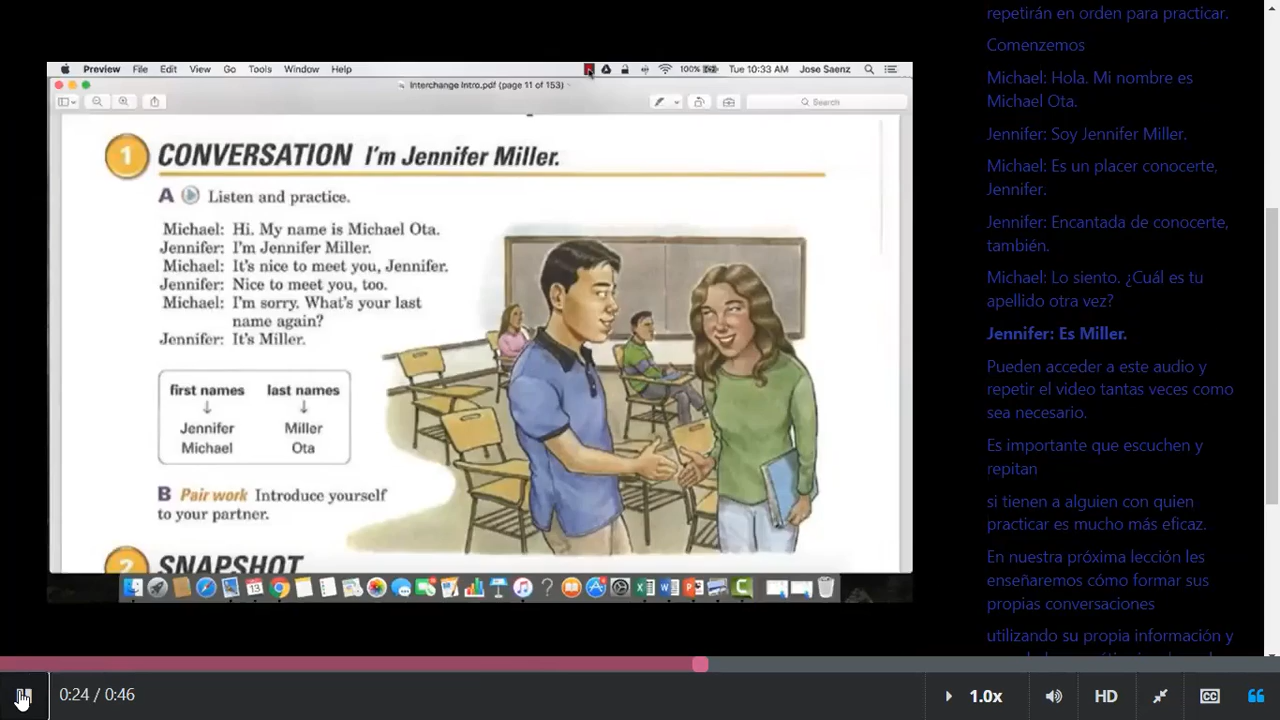 repetirán en orden para practicar.
Comenzemos
Michael: Hola. Mi nombre es
Michael Ota.
Jennifer: Soy Jennifer Miller.
Michael: Es un placer conocerte,
Jennifer.
Jennifer: Encantada de conocerte,
también.
Michael: Lo siento. ¿Cuál es tu
apellido otra vez?
Jennifer: Es Miller.
Pueden acceder a este audio y
repetir el video tantas veces como
sea necesario.
Es importante que escuchen y
repitan
si tienen a alguien con quien
practicar es mucho más eficaz.
En nuestra próxima lección les
enseñaremos cómo formar sus
propias conversaciones
utilizando su propia información y
Preview File Edit View Go Tools Window Help 100% Tue 10:33 AM Jose Saenz
Interchange Intro.pdf (page 11 of 153)
Search
1 CONVERSATION I'm Jennifer Miller.
A Listen and practice.
Michael: Hi. My name is Michael Ota.
Jennifer: I'm Jennifer Miller.
Michael: It's nice to meet you, Jennifer.
Jennifer: Nice to meet you, too.
Michael: I'm sorry. What's your last
name again?
Jennifer: It's Miller.
first names last names
Jennifer Miller
Michael Ota
B Pair work Introduce yourself
to your partner.
2 SNAPSHOT
13
0:24 / 0:46 1.0x HD CC